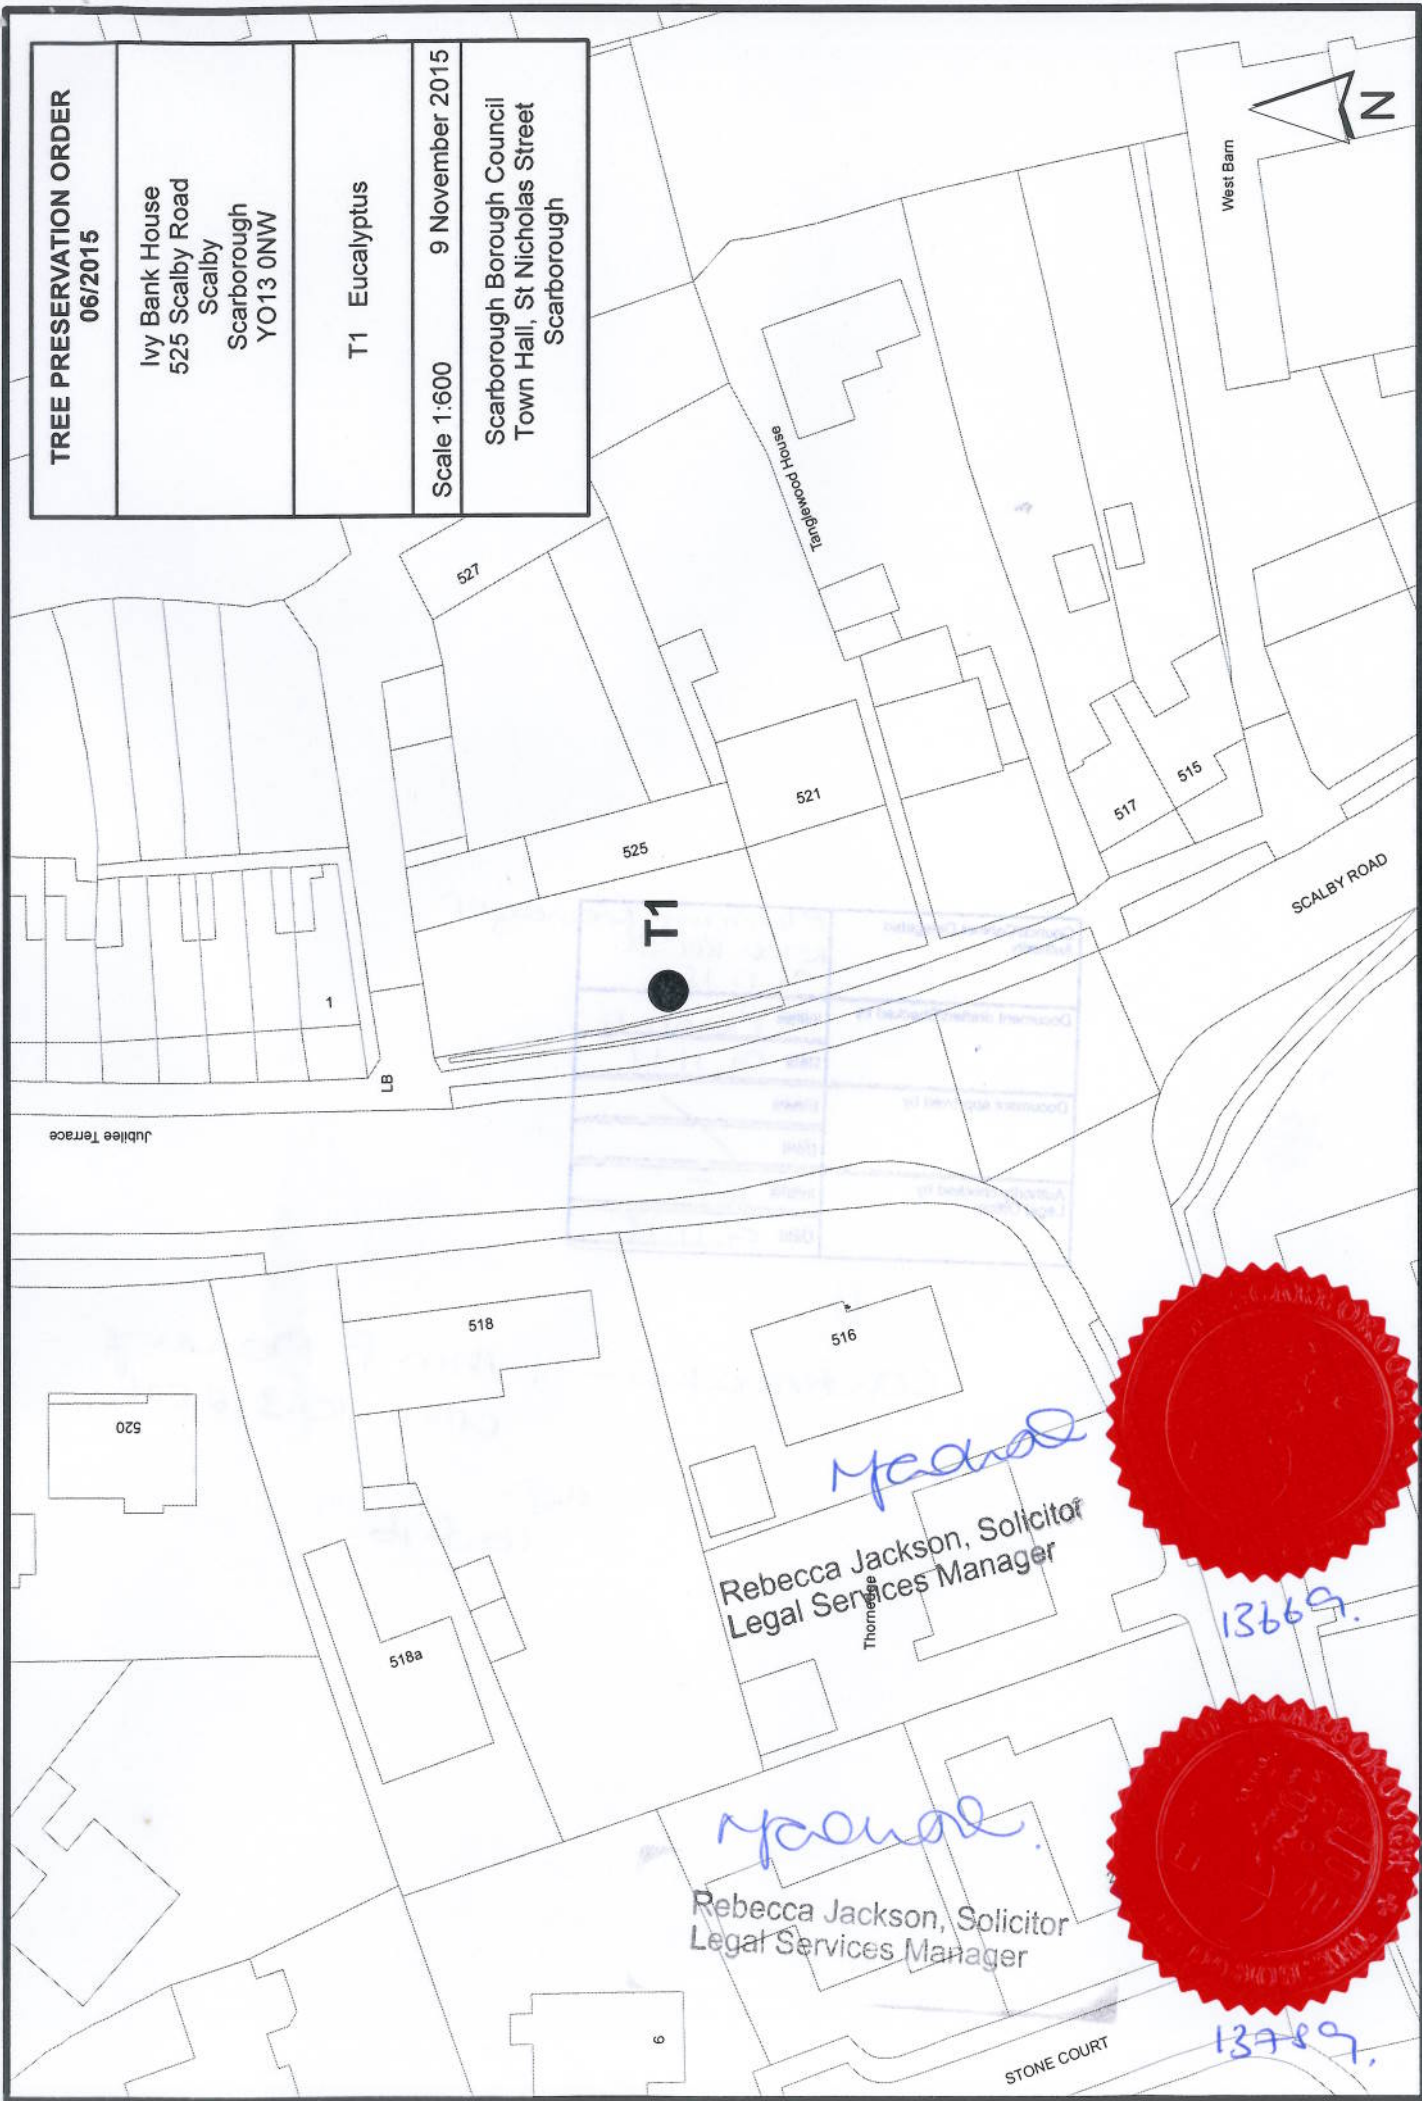 TREE PRESERVATION ORDER
06/2015
Ivy Bank House
525 Scalby Road
Scalby
Scarborough
YO13 0NW
T1 Eucalyptus
Scale 1:600 9 November 2015
Scarborough Borough Council
Town Hall, St Nicholas Street
Scarborough
N
West Barn
Tanglewood House
527
521
525
517
515
SCALBY ROAD
T1
1
LB
Jubilee Terrace
518
516
520
518a
Thornedge
Rebecca Jackson, Solicitor
Legal Services Manager
13669.
Rebecca Jackson, Solicitor
Legal Services Manager
SCARBOROUGH
13789.
6
STONE COURT